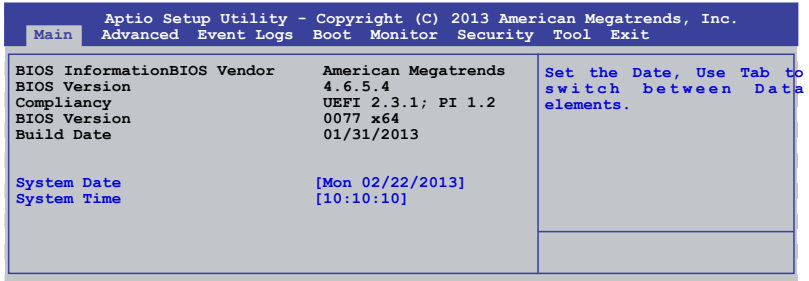 Aptio Setup Utility - Copyright (C) 2013 American Megatrends, Inc.
Main Advanced Event Logs Boot Monitor Security Tool Exit
BIOS InformationBIOS Vendor American Megatrends
BIOS Version 4.6.5.4
Compliancy UEFI 2.3.1; PI 1.2
BIOS Version 0077 x64
Build Date 01/31/2013
System Date [Mon 02/22/2013]
System Time [10:10:10]
Set the Date, Use Tab to
switch between Data
elements.